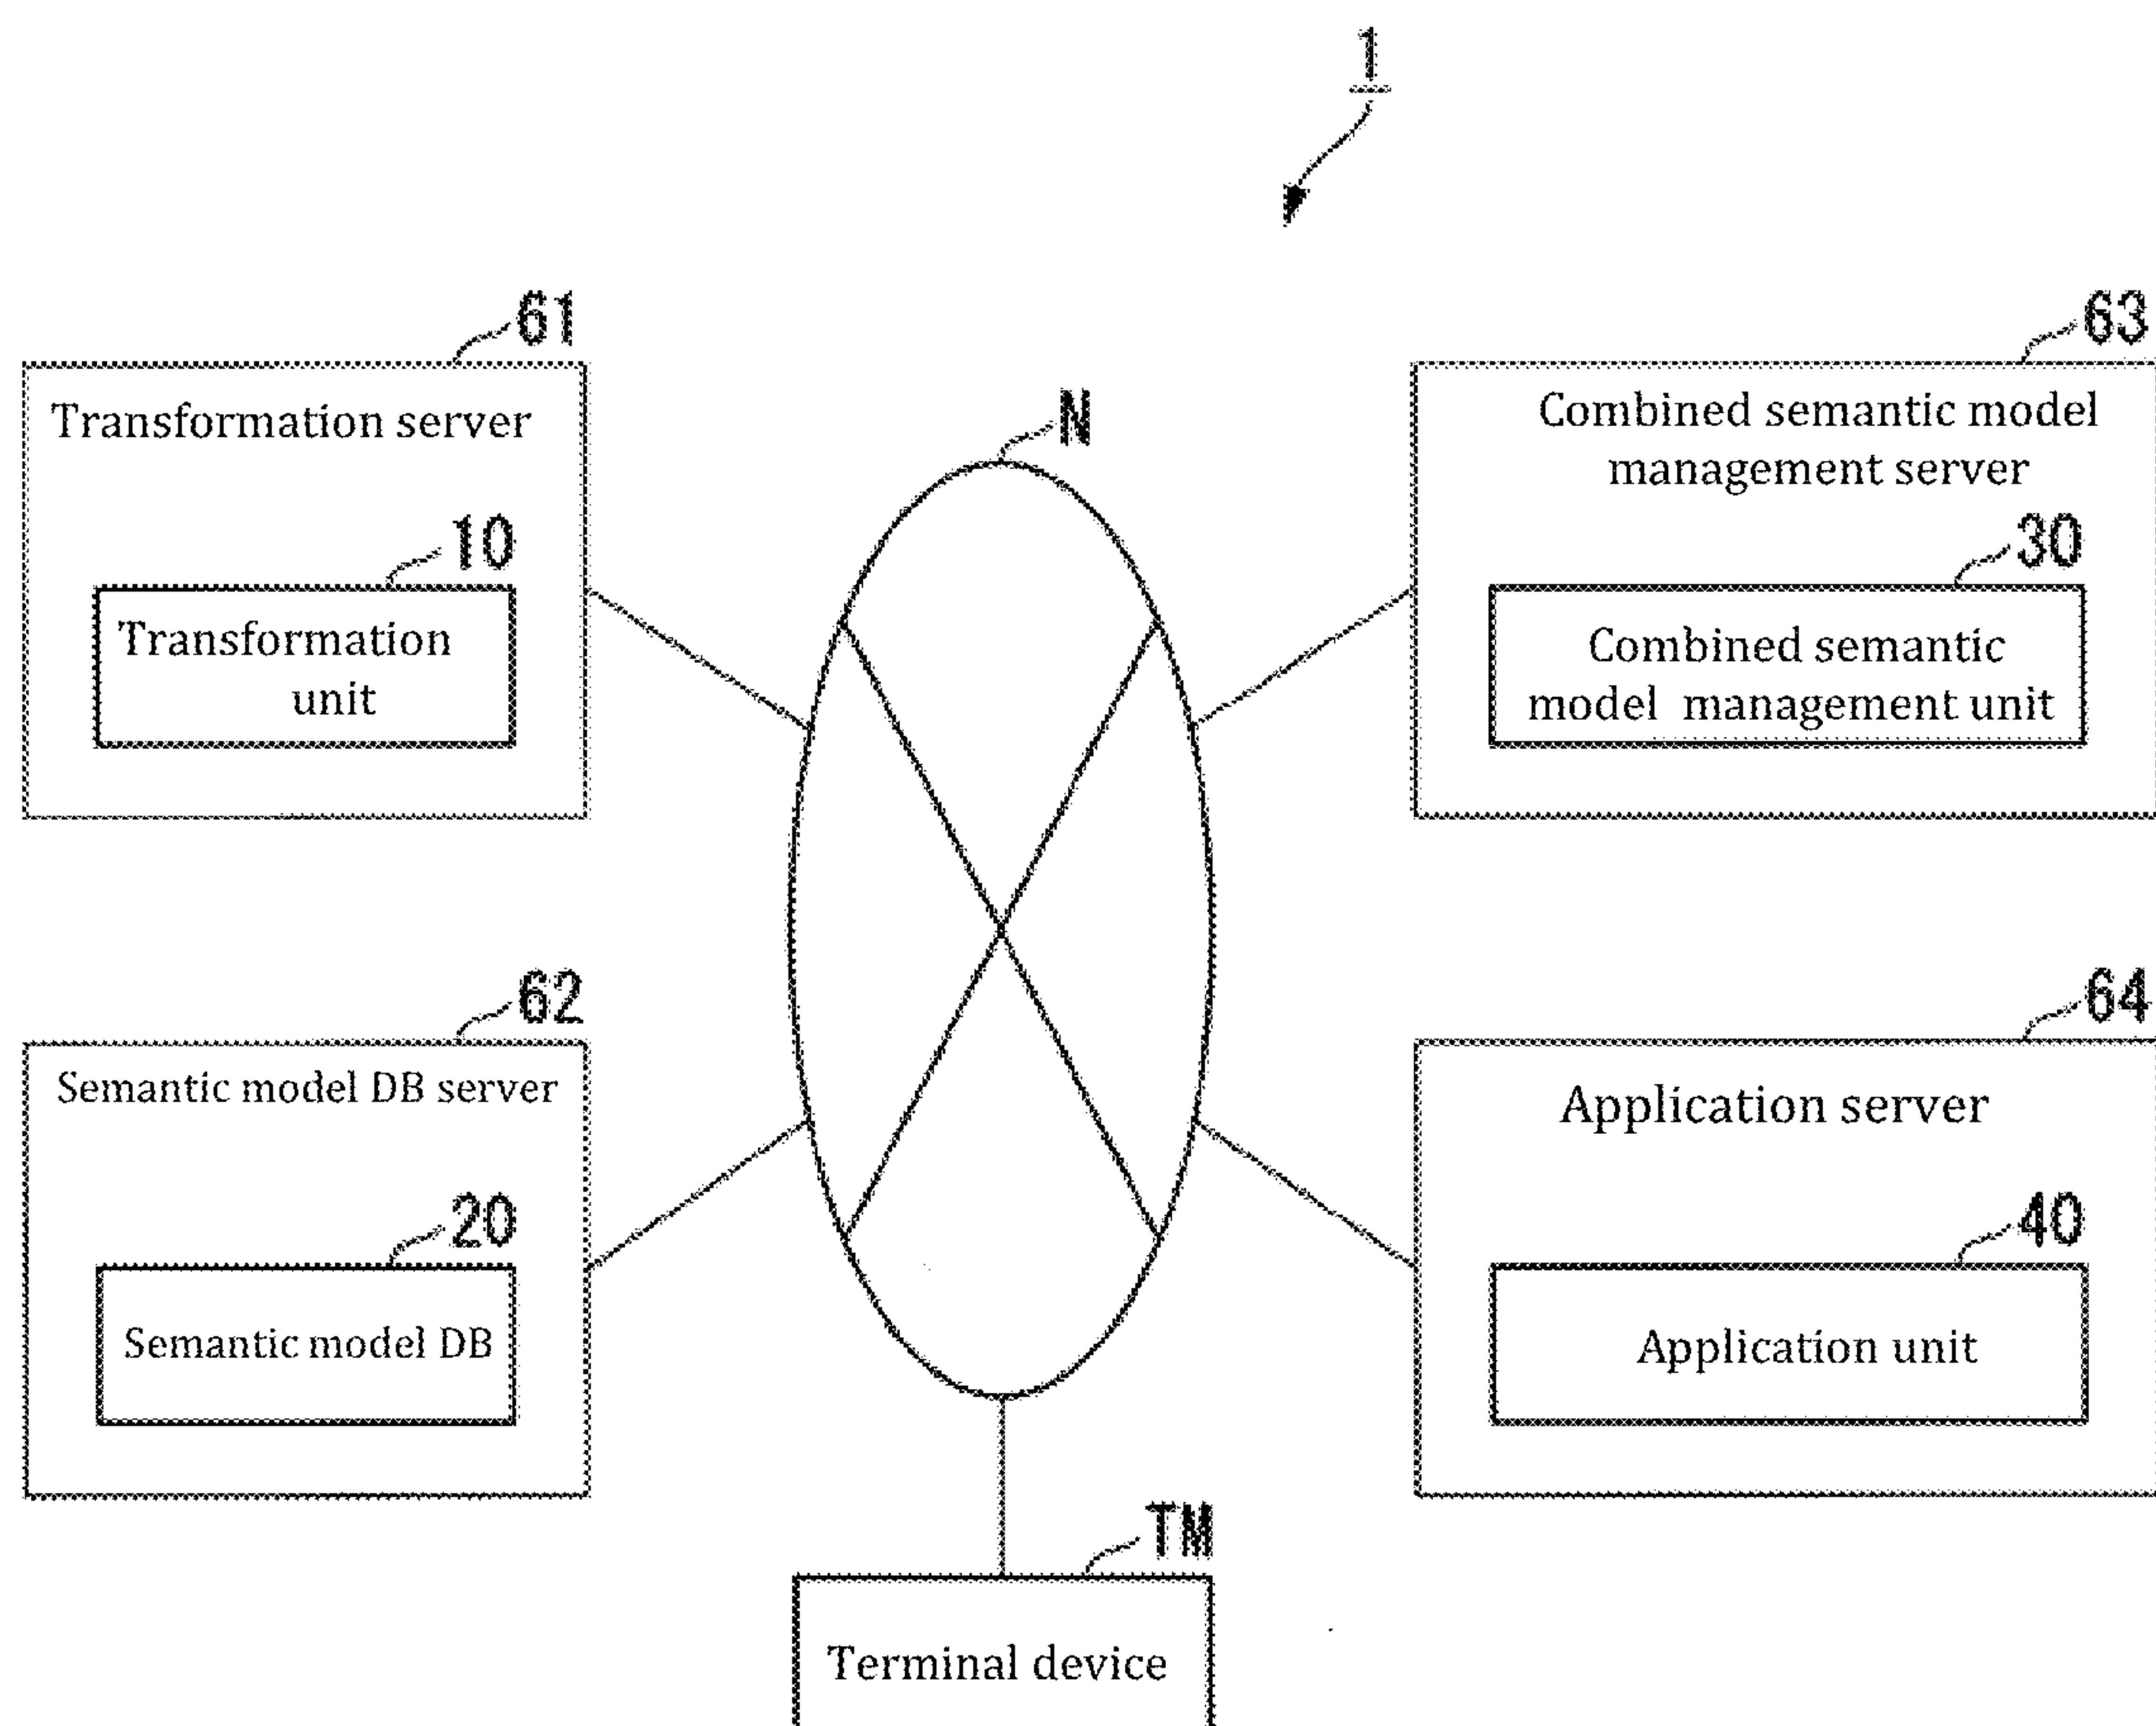 1
61
Transformation server
10
Transformation
unit
N
63
Combined semantic model
management server
30
Combined semantic
model management unit
62
Semantic model DB server
20
Semantic model DB
64
Application server
40
Application unit
TM
Terminal device